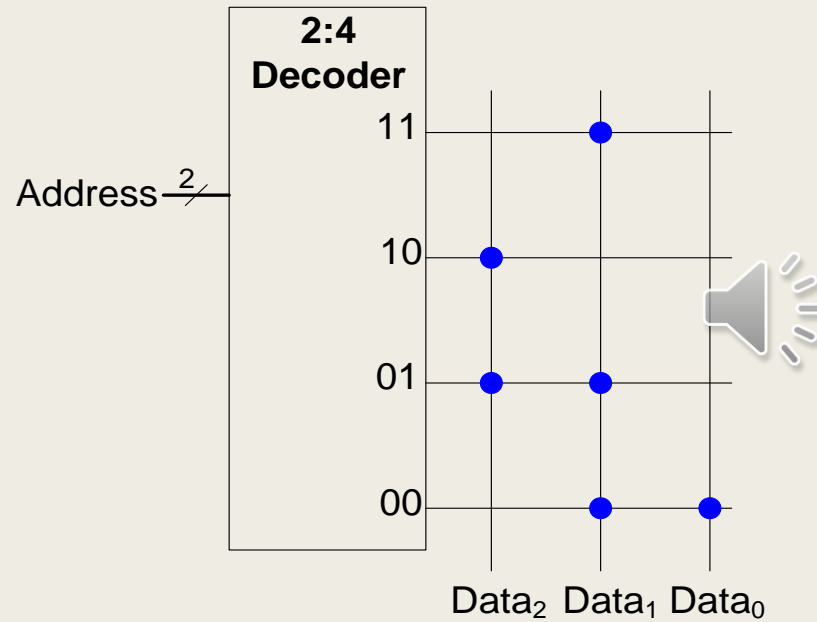 2:4
Decoder
11
Address 2
10
01
00
Data₂ Data₁ Data₀